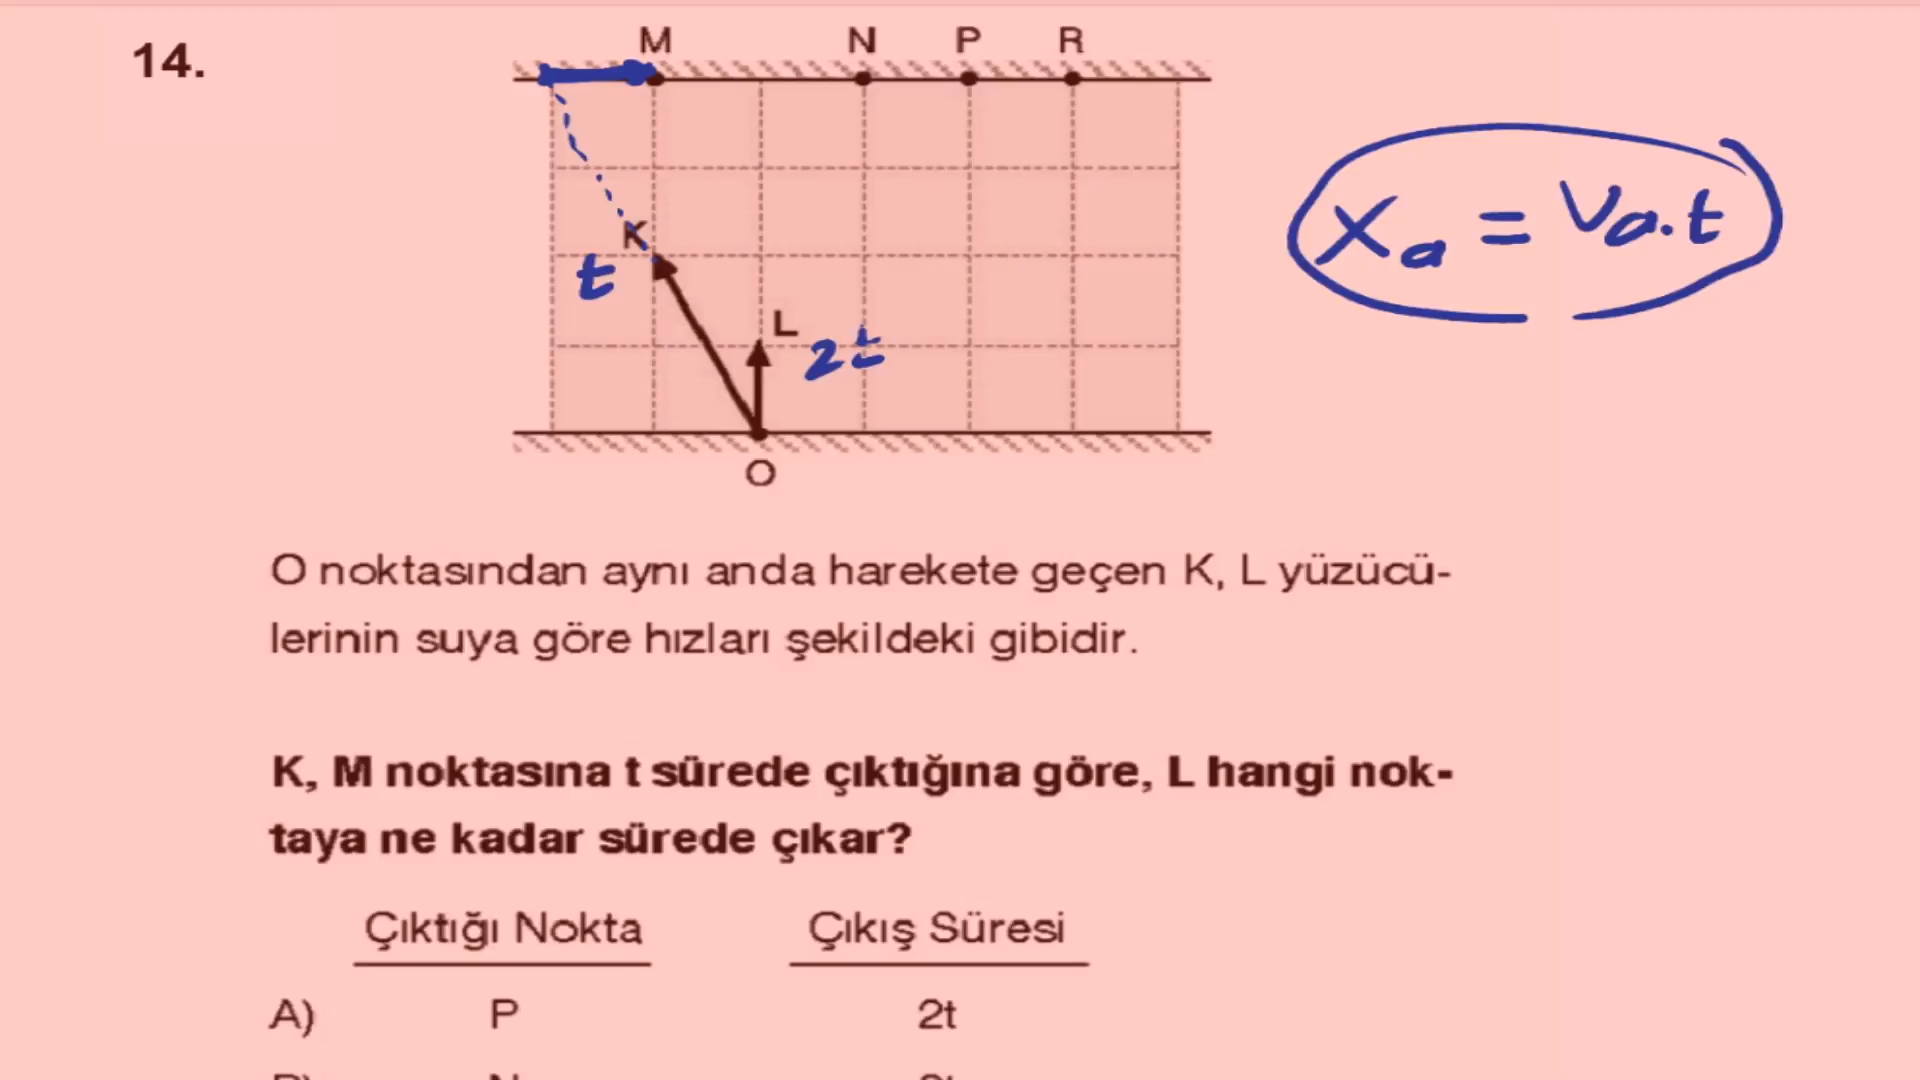 14.
M N P R
K
t
L
2t
O
Xa = Va.t
O noktasından aynı anda harekete geçen K, L yüzücü-
lerinin suya göre hızları şekildeki gibidir.
K, M noktasına t sürede çıktığına göre, L hangi nok-
taya ne kadar sürede çıkar?
Çıktığı Nokta Çıkış Süresi
A) P 2t